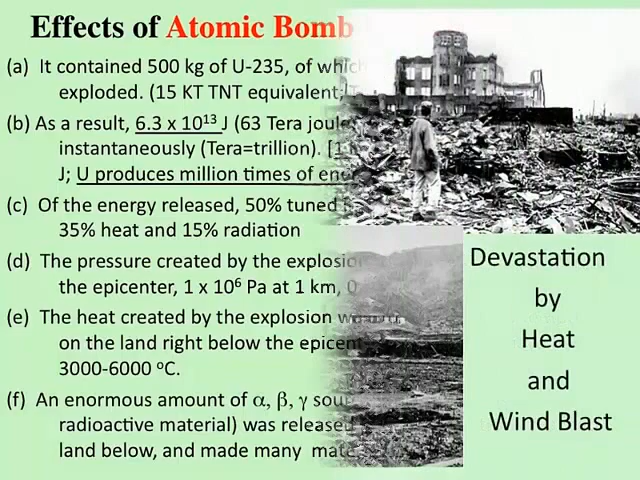 Effects of Atomic Bomb
(a) It contained 500 kg of U-235, of which
exploded. (15 KT TNT equivalent;
(b) As a result, 6.3 x 10¹³ J (63 Tera joule
instantaneously (Tera=trillion). [1
J; U produces million times of
(c) Of the energy released, 50% tuned
35% heat and 15% radiation
(d) The pressure created by the
the epicenter, 1 x 10⁶ Pa at 1 km, 0
(e) The heat created by the explosion
on the land right below the
3000-6000 ⁰C.
(f) An enormous amount of α, β, γ
radioactive material) was released
land below, and made many
Devastation
by
Heat
and
Wind Blast